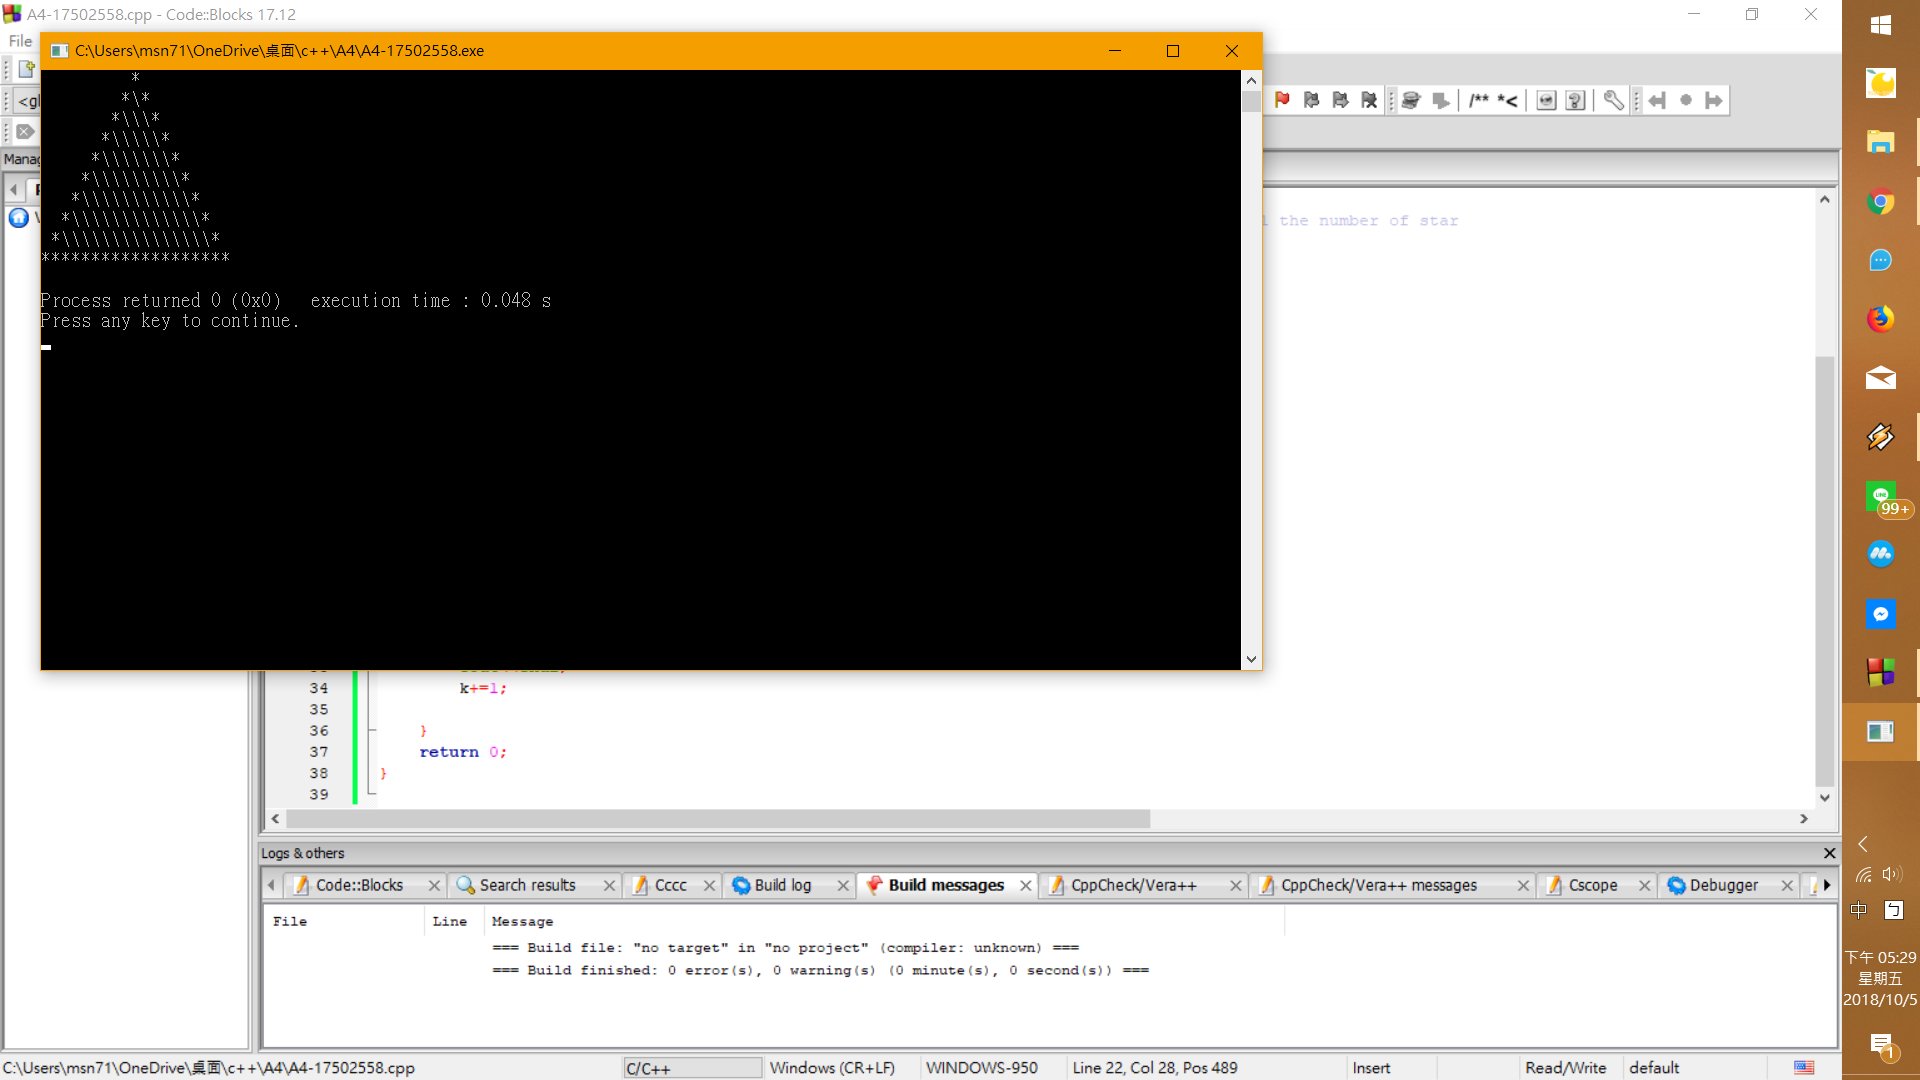 A4-17502558.cpp - Code::Blocks 17.12
File
C:\Users\msn71\OneDrive\桌面\c++\A4\A4-17502558.exe
         *
        *\*
       *\\\*
      *\\\\\*
     *\\\\\\\*
    *\\\\\\\\\*
   *\\\\\\\\\\\*
  *\\\\\\\\\\\\\*
 *\\\\\\\\\\\\\\\*
*******************
Process returned 0 (0x0)   execution time : 0.048 s
Press any key to continue.
/** *<
the number of star
34 k+=1;
35
36 }
37 return 0;
38 }
39
Logs & others
Code::Blocks Search results Cccc Build log Build messages CppCheck/Vera++ CppCheck/Vera++ messages Cscope Debugger
File Line Message
=== Build file: "no target" in "no project" (compiler: unknown) ===
=== Build finished: 0 error(s), 0 warning(s) (0 minute(s), 0 second(s)) ===
C:\Users\msn71\OneDrive\桌面\c++\A4\A4-17502558.cpp C/C++ Windows (CR+LF) WINDOWS-950 Line 22, Col 28, Pos 489 Insert Read/Write default
LINE
99+
中 ㄅ
下午 05:29
星期五
2018/10/5
1